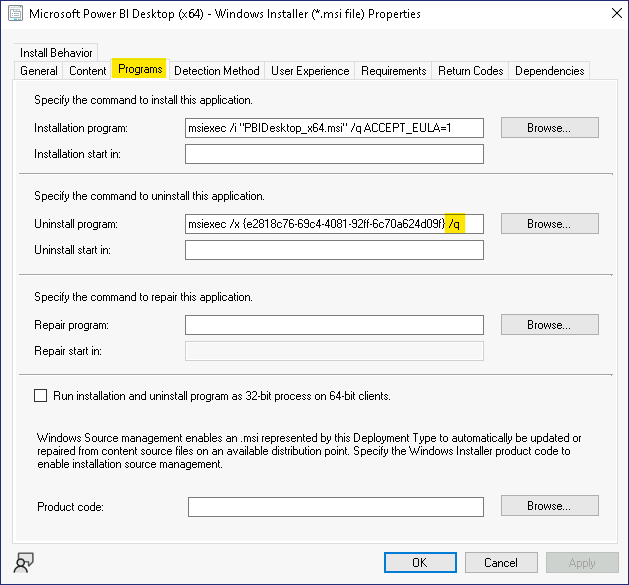 Microsoft Power BI Desktop (x64) - Windows Installer (*.msi file) Properties
Install Behavior
General Content Programs Detection Method User Experience Requirements Return Codes Dependencies
Specify the command to install this application.
Installation program: msiexec /i "PBIDesktop_x64.msi" /q ACCEPT_EULA=1 Browse...
Installation start in:
Specify the command to uninstall this application.
Uninstall program: msiexec /x {e2818c76-69c4-4081-92ff-6c70a624d09f} /q Browse...
Uninstall start in:
Specify the command to repair this application.
Repair program: Browse...
Repair start in:
Run installation and uninstall program as 32-bit process on 64-bit clients.
Windows Source management enables an .msi represented by this Deployment Type to automatically be updated or
repaired from content source files on an available distribution point. Specify the Windows Installer product code to
enable installation source management.
Product code: Browse...
OK Cancel Apply